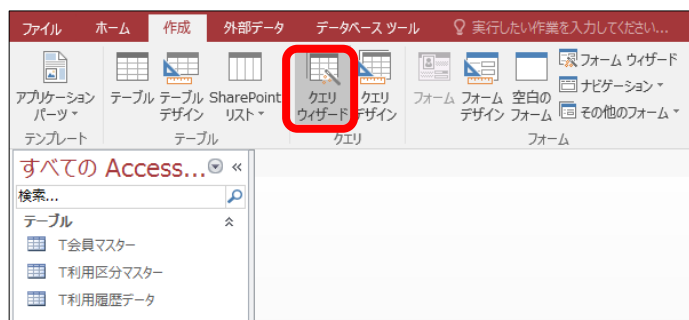 ファイル ホーム 作成 外部データ データベース ツール 実行したい作業を入力してください...
アプリケーション パーツ テーブル テーブル デザイン SharePoint リスト クエリ ウィザード クエリ デザイン フォーム フォーム デザイン 空白の フォーム フォーム ウィザード
ナビゲーション
その他のフォーム
テンプレート テーブル クエリ フォーム
すべての Access...
検索...
テーブル
T会員マスター
T利用区分マスター
T利用履歴データ